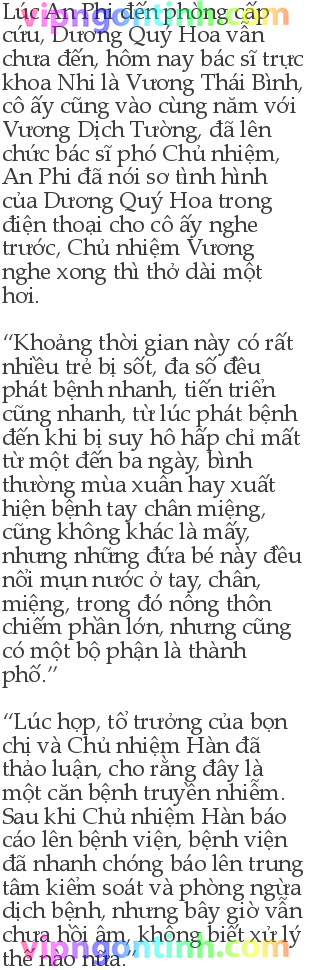 Lúc An Phi đến phòng cấp
vipngontinh.com
cứu, Dương Quý Hoa vẫn
chưa đến, hôm nay bác sĩ trực
khoa Nhi là Vương Thái Bình,
cô ấy cũng vào cùng năm với
Vương Dịch Tường, đã lên
chức bác sĩ phó Chủ nhiệm,
An Phi đã nói sơ tình hình
của Dương Quý Hoa trong
điện thoại cho cô ấy nghe
trước, Chủ nhiệm Vương
nghe xong thì thở dài một
hơi.
“Khoảng thời gian này có rất
nhiều trẻ bị sốt, đa số đều
phát bệnh nhanh, tiến triển
cũng nhanh, từ lúc phát bệnh
đến khi bị suy hô hấp chỉ mất
từ một đến ba ngày, bình
thường mùa xuân hay xuất
hiện bệnh tay chân miệng,
cũng không khác là mấy,
nhưng những đứa bé này đều
nổi mụn nước ở tay, chân,
miệng, trong đó nông thôn
chiếm phần lớn, nhưng cũng
có một bộ phận là thành
phố.”
“Lúc họp, tổ trưởng của bọn
chị và Chủ nhiệm Hàn đã
thảo luận, cho rằng đây là
một căn bệnh truyền nhiễm.
Sau khi Chủ nhiệm Hàn báo
cáo lên bệnh viện, bệnh viện
đã nhanh chóng báo lên trung
tâm kiểm soát và phòng ngừa
dịch bệnh, nhưng bây giờ vẫn
chưa hồi âm, không biết xử lý
vipngontinh.com
thế nào nữa.”